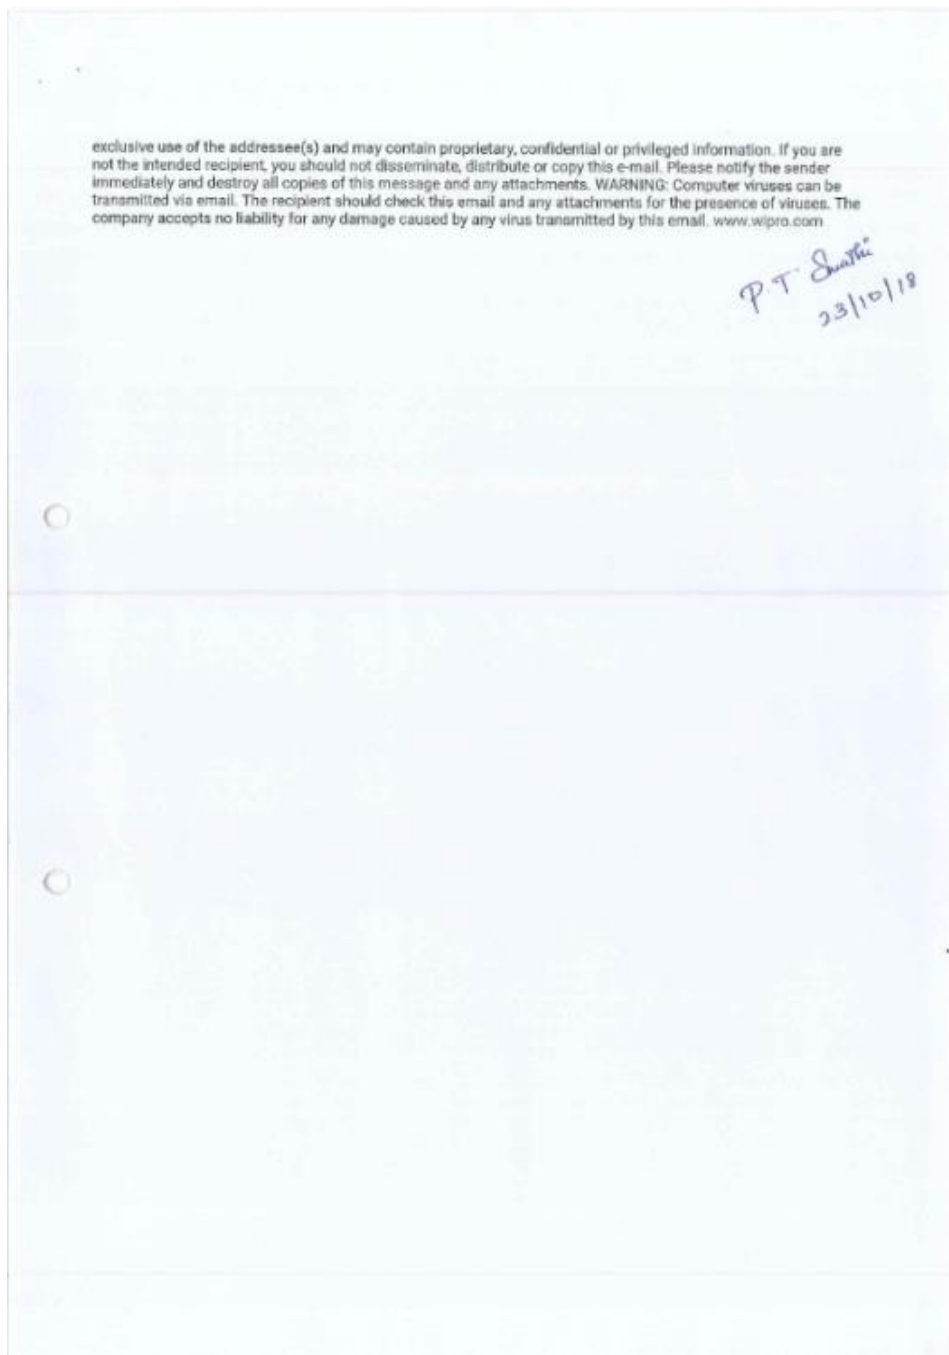 exclusive use of the addressee(s) and may contain proprietary, confidential or privileged information. If you are
not the intended recipient, you should not disseminate, distribute or copy this e-mail. Please notify the sender
immediately and destroy all copies of this message and any attachments. WARNING: Computer viruses can be
transmitted via email. The recipient should check this email and any attachments for the presence of viruses. The
company accepts no liability for any damage caused by any virus transmitted by this email. www.wipro.com
P.T Swathi
23/10/18